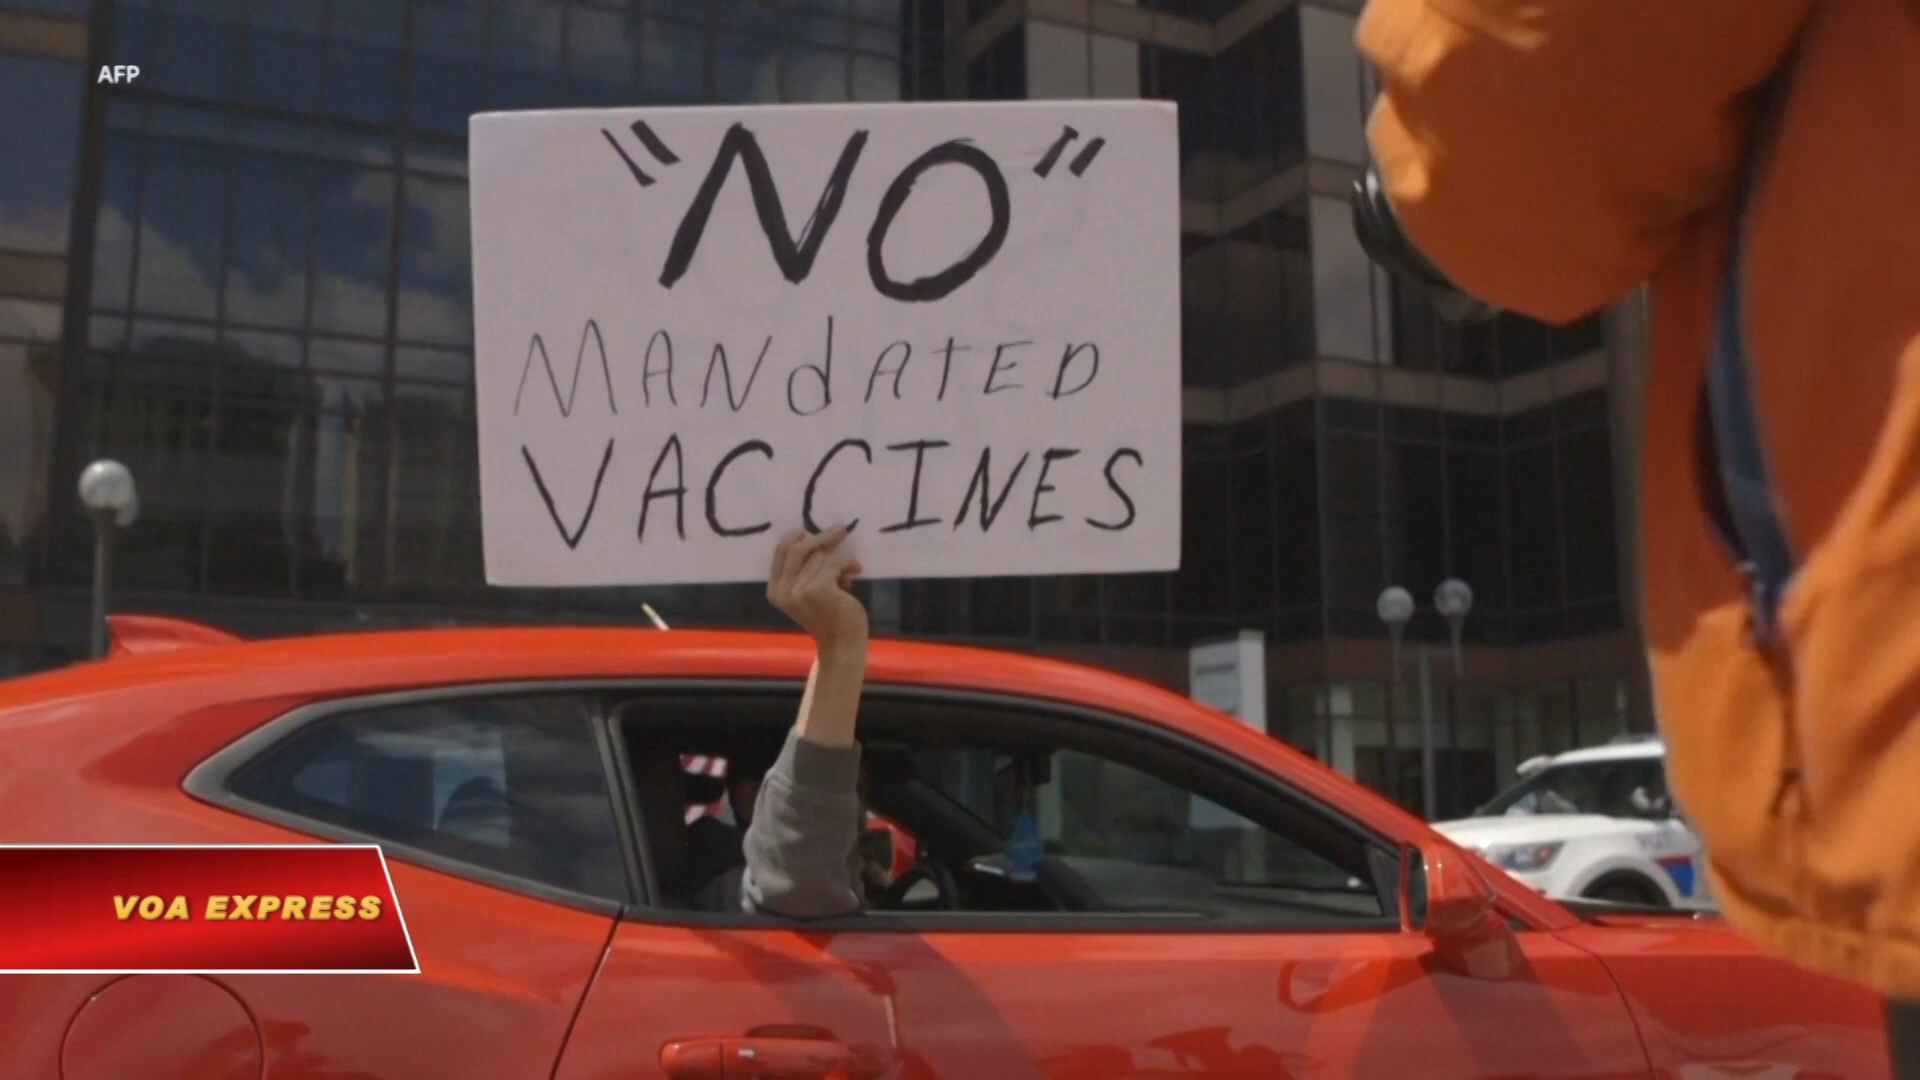 AFP
"NO"
MANdATED
VACCINES
VOA EXPRESS